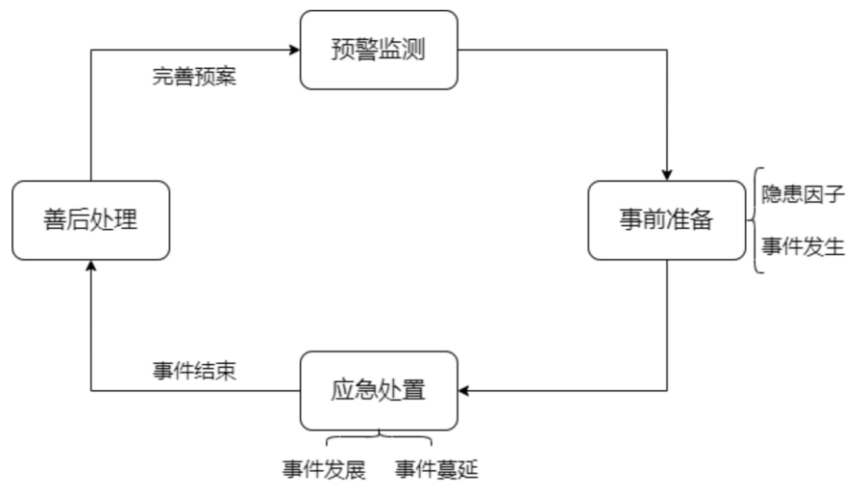 预警监测
完善预案
隐患因子
善后处理
事前准备
事件发生
事件结束
应急处置
事件发展
事件蔓延